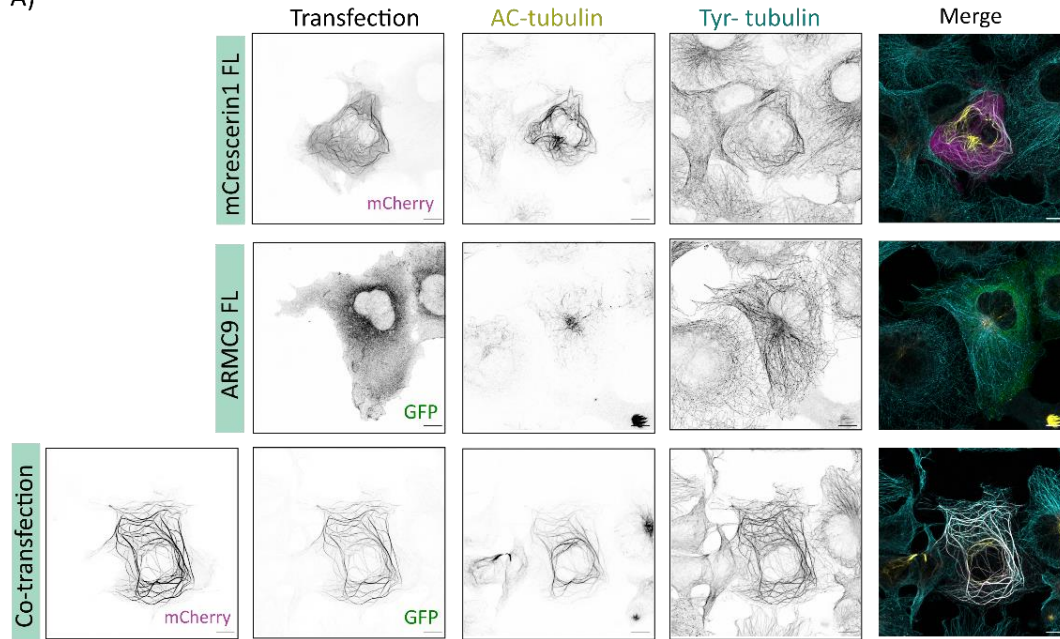 A)
Transfection AC-tubulin Tyr- tubulin Merge
mCrescerin1 FL
mCherry
ARMC9 FL
GFP
Co-transfection
mCherry
GFP